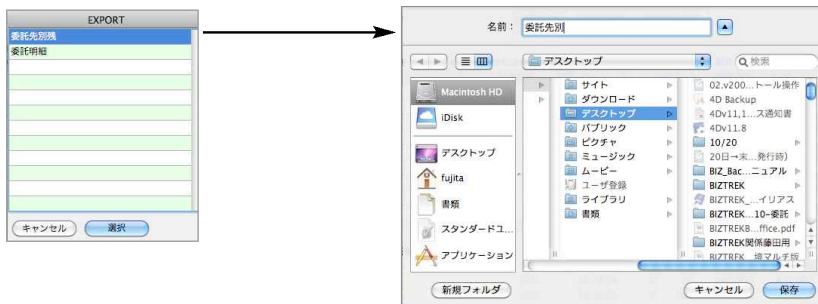 EXPORT
委託先別残
委託明細
キャンセル
選択
名前：
委託先別
デスクトップ
検索
Macintosh HD
iDisk
デスクトップ
fujita
書類
スタンダードユ...
アプリケーション
サイト
ダウンロード
デスクトップ
パブリック
ピクチャ
ミュージック
ムービー
ユーザ登録
ライブラリ
書類
02.v200...トール操作
4D Backup
4Dv11,1...ス通知書
4Dv11.8
10/20
20日→末...発行時)
BIZ_Bac...ニュアル
BIZTREK
BIZTREK_...イリアス
BIZTREK...10-委託
BIZTREKB...ffice.pdf
BIZTREK関係藤田用
BIZTREK 境マルチ版
新規フォルダ
キャンセル
保存